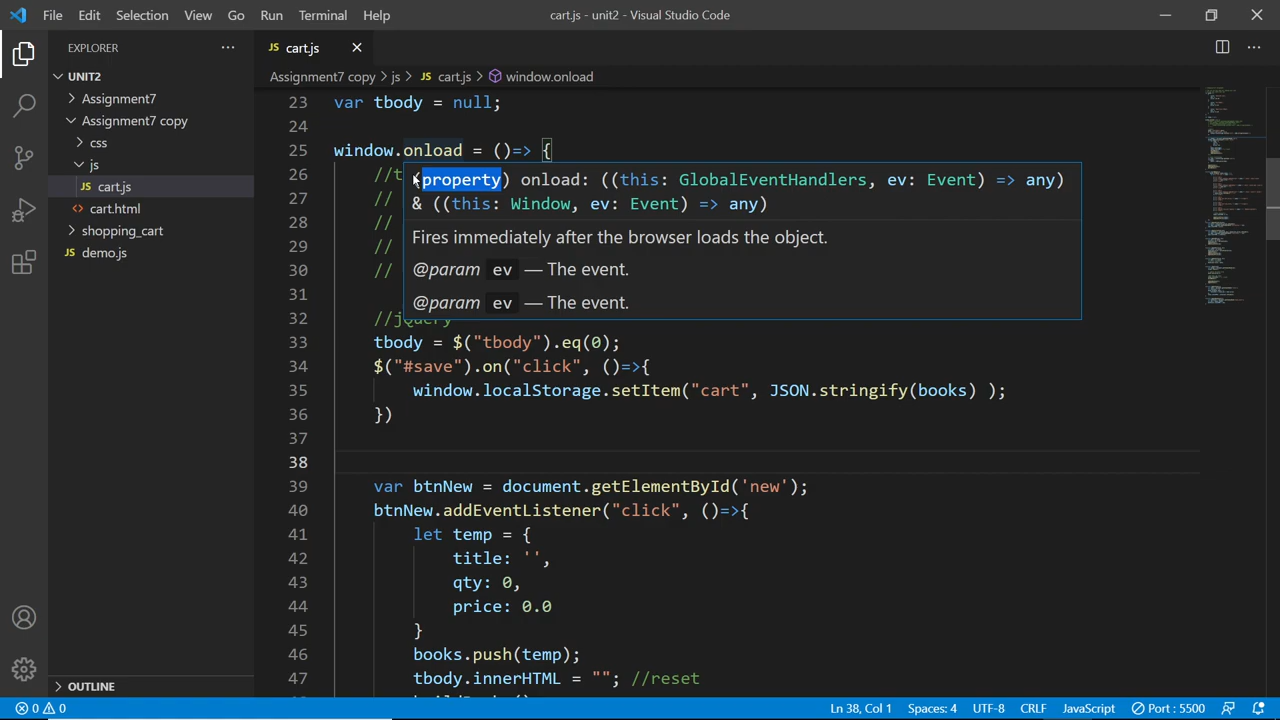 File Edit Selection View Go Run Terminal Help
cart.js - unit2 - Visual Studio Code
EXPLORER
JS cart.js
UNIT2
Assignment7
Assignment7 copy
css
js
JS cart.js
<> cart.html
shopping_cart
JS demo.js
OUTLINE
Assignment7 copy > js > JS cart.js > window.onload
23 var tbody = null;
24
25 window.onload = ()=> {
26 //t
27 //
28 //
29 //
30 //
(property) onload: ((this: GlobalEventHandlers, ev: Event) => any)
& ((this: Window, ev: Event) => any)
Fires immediately after the browser loads the object.
@param ev — The event.
@param ev — The event.
31
32 //jQuery
33 tbody = $("tbody").eq(0);
34 $("#save").on("click", ()=>{
35 window.localStorage.setItem("cart", JSON.stringify(books) );
36 })
37
38
39 var btnNew = document.getElementById('new');
40 btnNew.addEventListener("click", ()=>{
41 let temp = {
42 title: '',
43 qty: 0,
44 price: 0.0
45 }
46 books.push(temp);
47 tbody.innerHTML = ""; //reset
0 0
Ln 38, Col 1 Spaces: 4 UTF-8 CRLF JavaScript Port : 5500